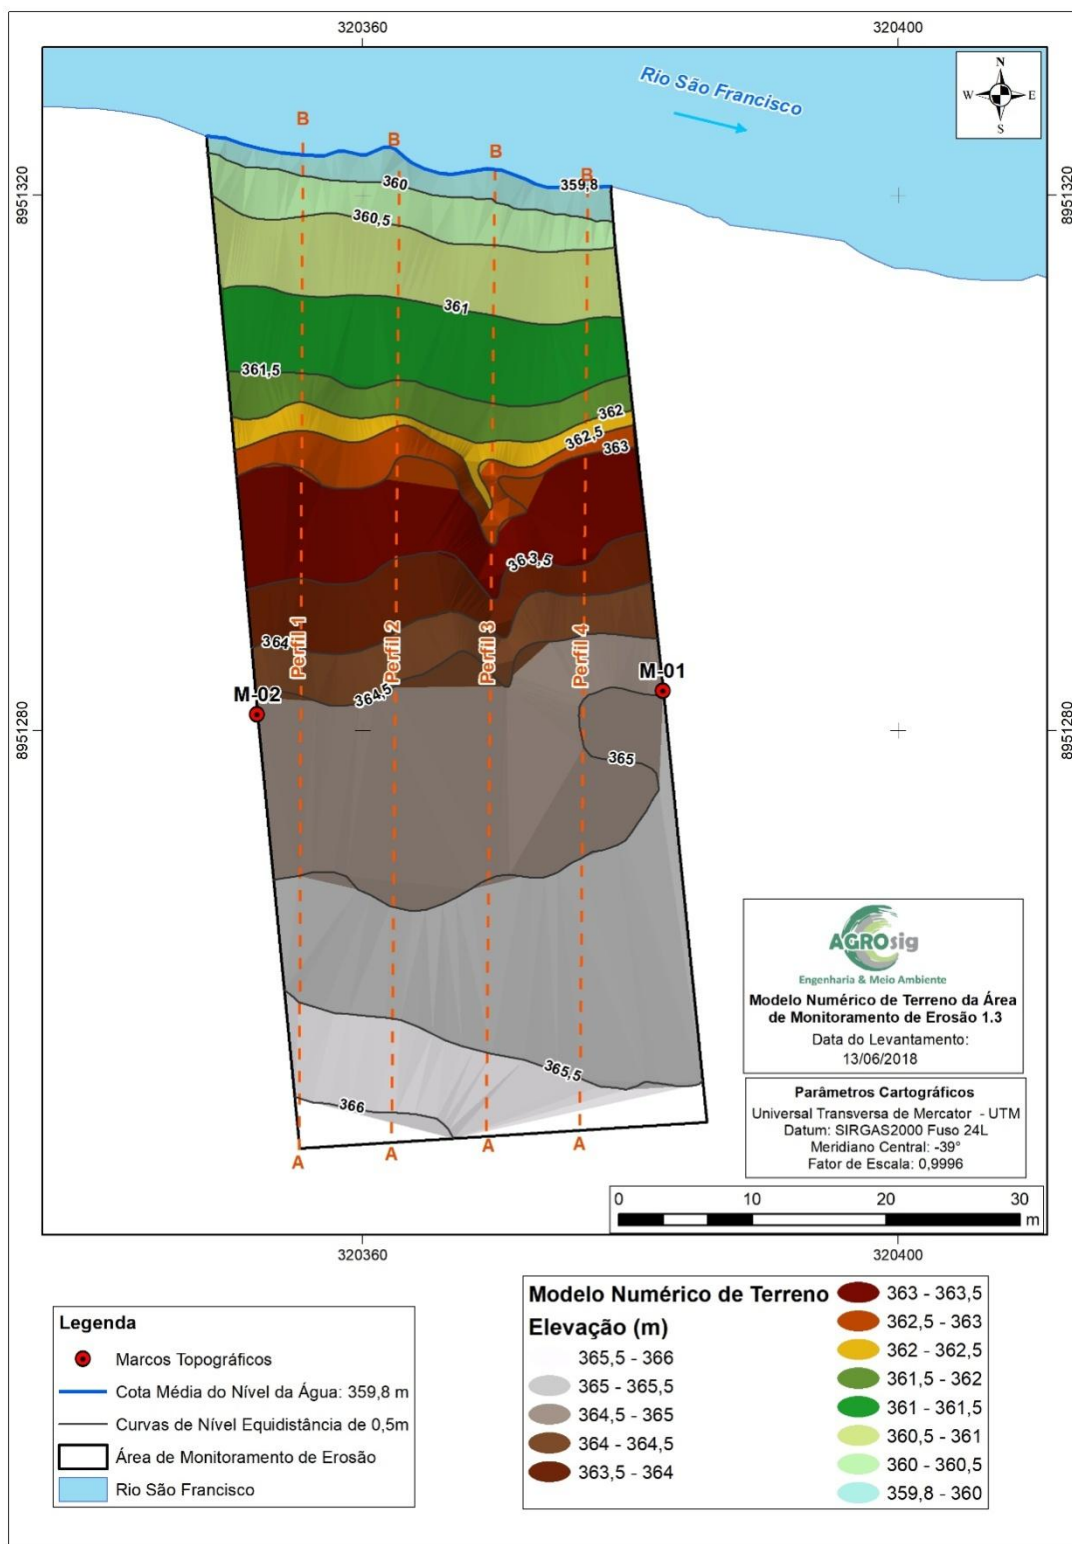 320360
320400
Rio São Francisco
N
W E
S
B
B
B
B
8951320
8951320
359,8
360
360,5
361
361,5
362
362,5
363
363,5
364
Perfil 1
Perfil 2
Perfil 3
Perfil 4
M-01
M-02
364,5
8951280
8951280
365
365,5
366
A
A
A
A
AGROsig
Engenharia & Meio Ambiente
Modelo Numérico de Terreno da Área
de Monitoramento de Erosão 1.3
Data do Levantamento:
13/06/2018
Parâmetros Cartográficos
Universal Transversa de Mercator - UTM
Datum: SIRGAS2000 Fuso 24L
Meridiano Central: -39°
Fator de Escala: 0,9996
0 10 20 30
m
320360
320400
Legenda
Marcos Topográficos
Cota Média do Nível da Água: 359,8 m
Curvas de Nível Equidistância de 0,5m
Área de Monitoramento de Erosão
Rio São Francisco
Modelo Numérico de Terreno
Elevação (m)
365,5 - 366
365 - 365,5
364,5 - 365
364 - 364,5
363,5 - 364
363 - 363,5
362,5 - 363
362 - 362,5
361,5 - 362
361 - 361,5
360,5 - 361
360 - 360,5
359,8 - 360